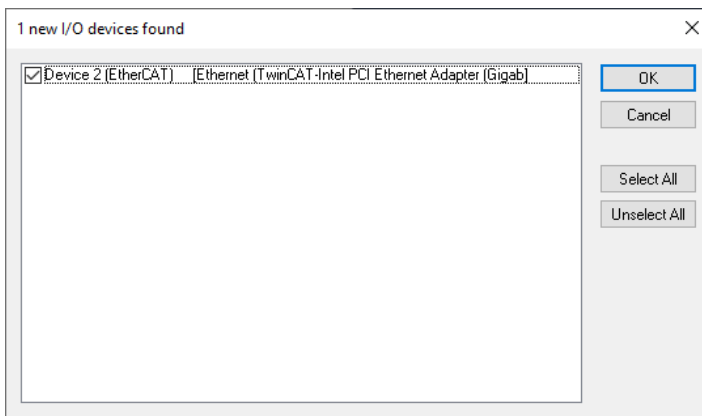 1 new I/O devices found
Device 2 (EtherCAT) [Ethernet (TwinCAT-Intel PCI Ethernet Adapter (Gigab]
OK
Cancel
Select All
Unselect All